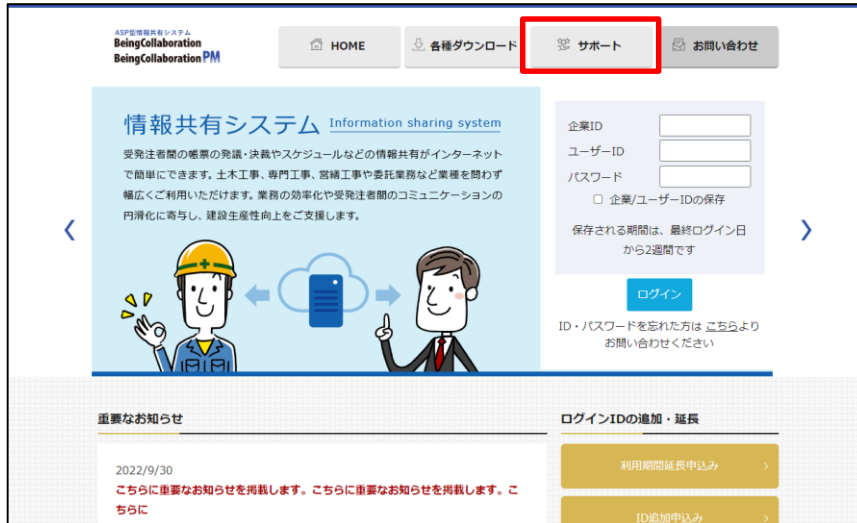 ASP型情報共有システム
BeingCollaboration
BeingCollaboration PM
HOME
各種ダウンロード
サポート
お問い合わせ
情報共有システム Information sharing system
受発注者間の帳票の発議・決裁やスケジュールなどの情報共有がインターネット
で簡単にできます。土木工事、専門工事、営繕工事や委託業務など業種を問わず
幅広くご利用いただけます。業務の効率化や受発注者間のコミュニケーションの
円滑化に寄与し、建設生産性向上をご支援します。
企業ID
ユーザーID
パスワード
企業/ユーザーIDの保存
保存される期間は、最終ログイン日
から2週間です
ログイン
ID・パスワードを忘れた方は こちらより
お問い合わせください
重要なお知らせ
2022/9/30
こちらに重要なお知らせを掲載します。こちらに重要なお知らせを掲載します。こ
ちらに
ログインIDの追加・延長
利用期間延長申込み
ID追加申込み